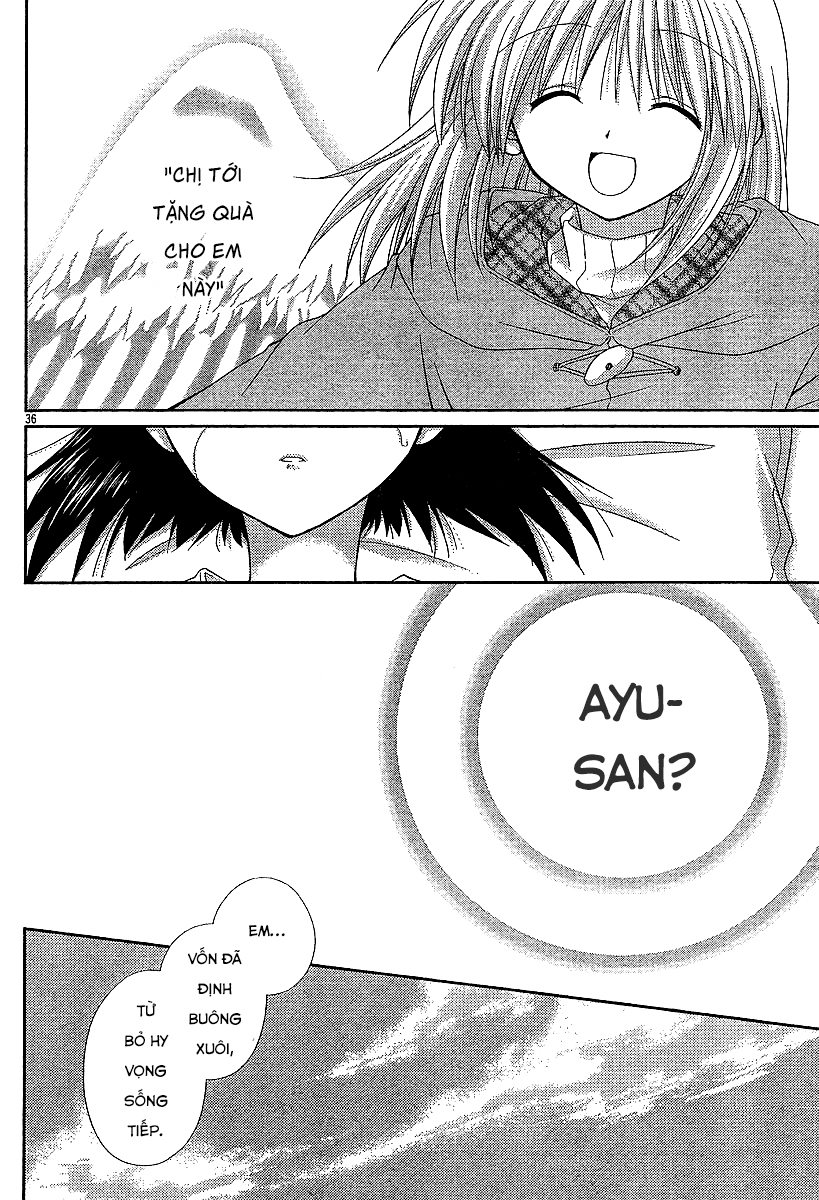 "CHỊ TỚI
TẶNG QUÀ
CHO EM
NÀY"
36
AYU-
SAN?
EM...
VỐN ĐÃ
ĐỊNH
BUÔNG
XUÔI,
TỪ
BỎ HY
VỌNG
SỐNG
TIẾP.